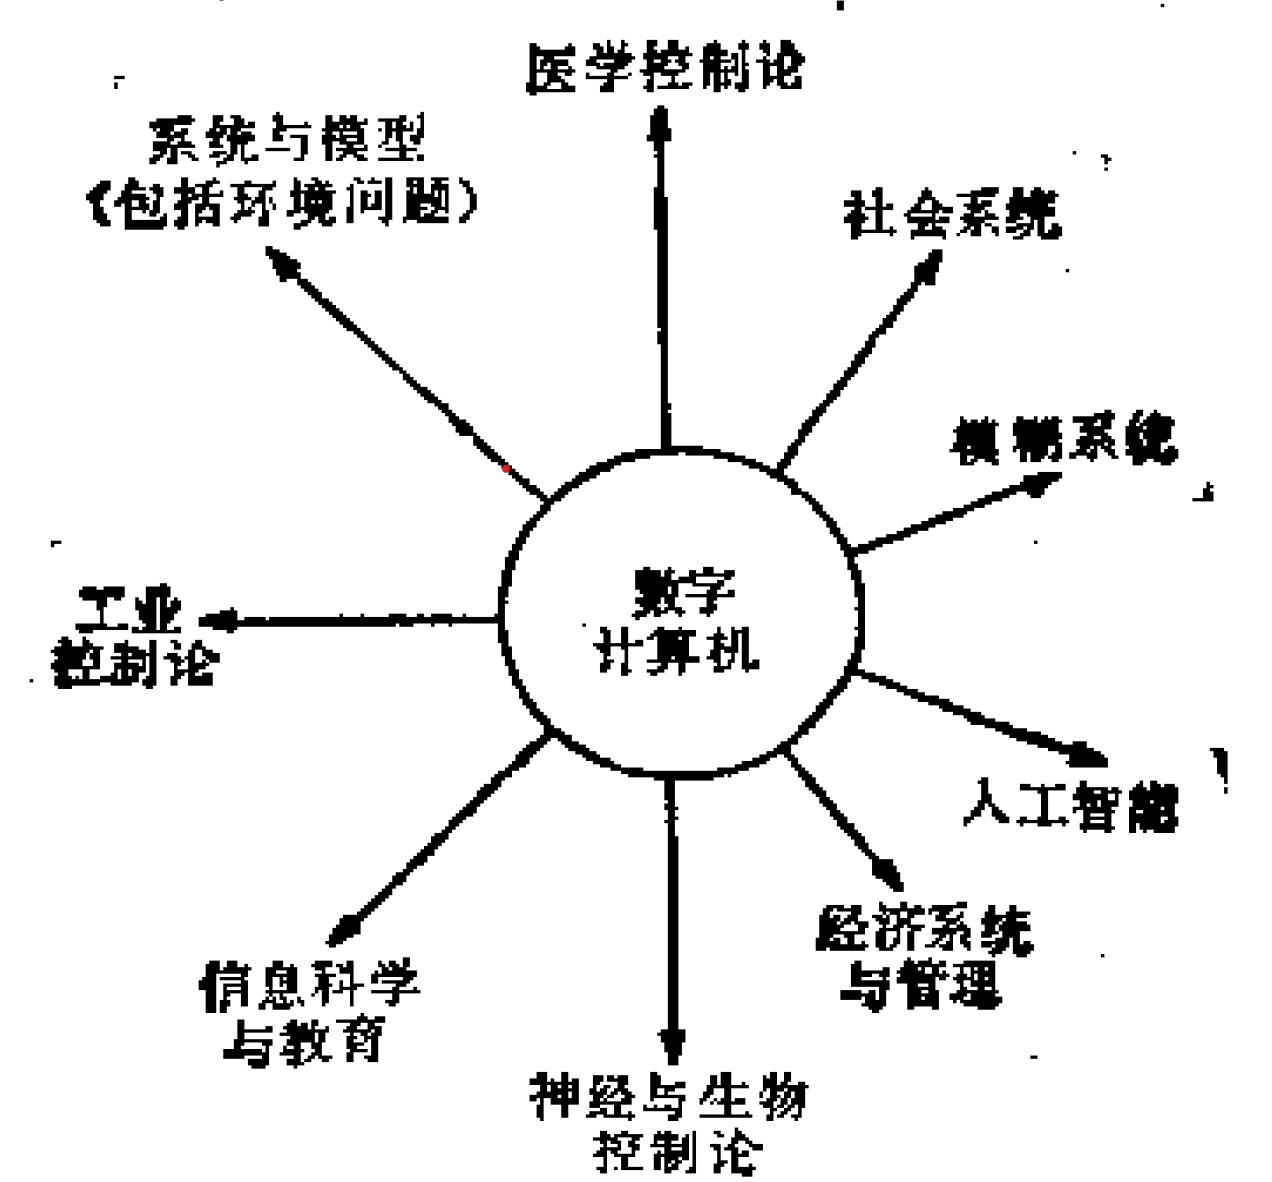 医学控制论
系统与模型
（包括环境问题）
社会系统
模糊系统
数字
计算机
工业
控制论
人工智能
经济系统
与管理
信息科学
与教育
神经与生物
控制论